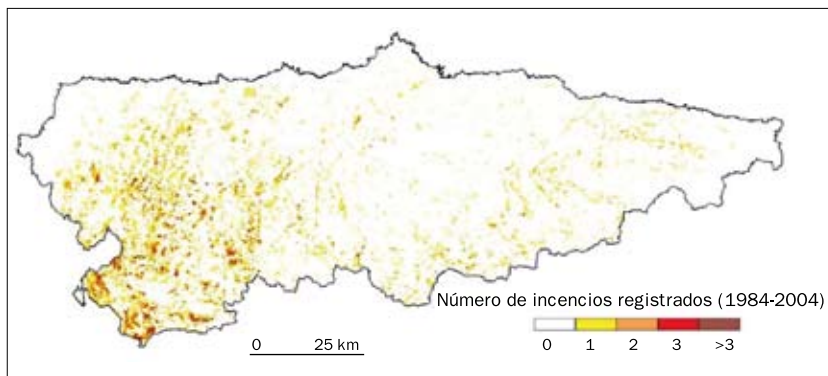 Número de incencios registrados (1984-2004)
0 1 2 3 >3
0 25 km